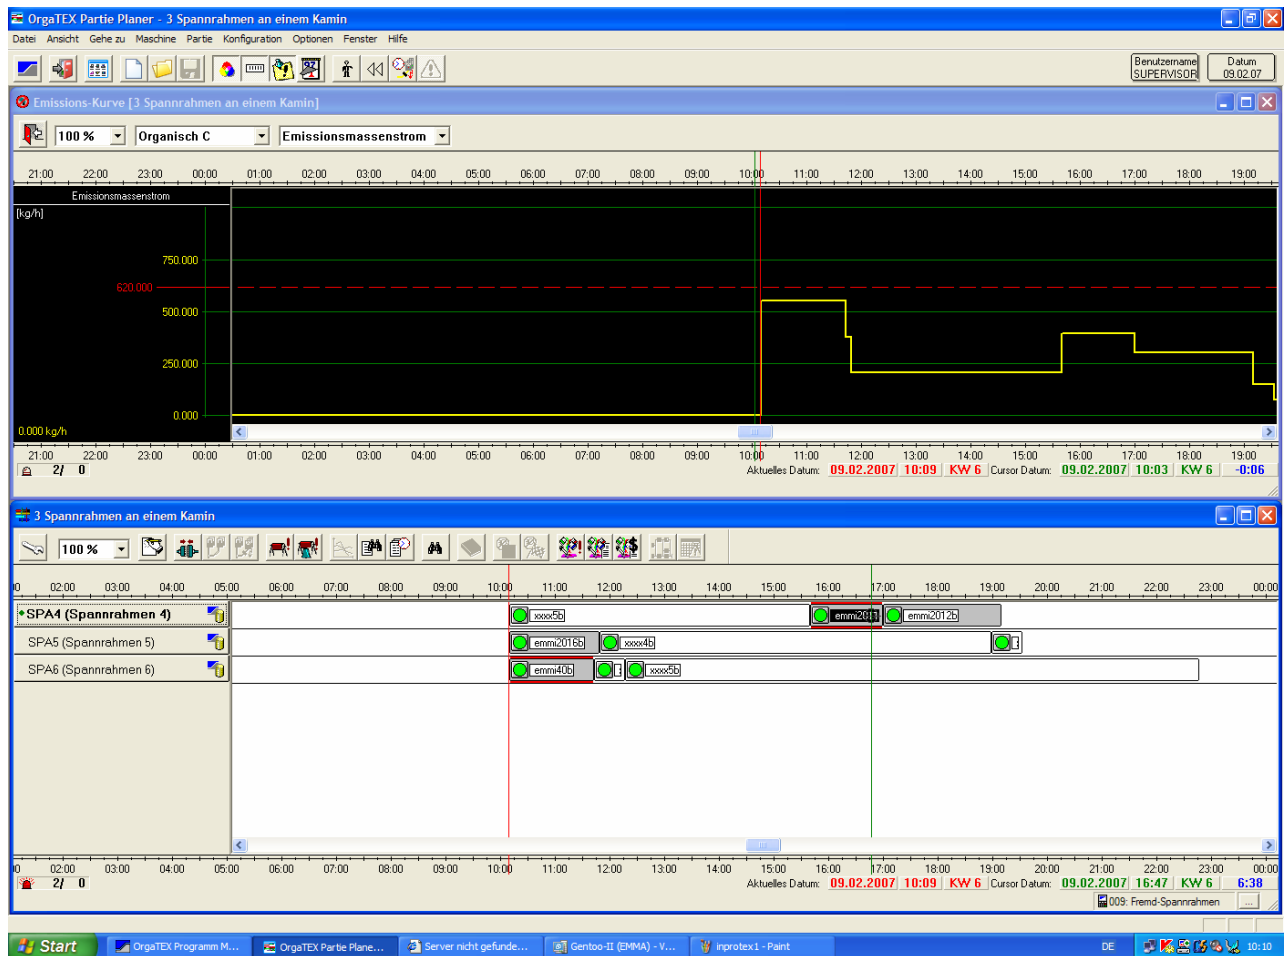 OrgaTEX Partie Planer - 3 Spannrahmen an einem Kamin
Datei Ansicht Gehe zu Maschine Partie Konfiguration Optionen Fenster Hilfe
Benutzername SUPERVISOR Datum 09.02.07
Emissions-Kurve [3 Spannrahmen an einem Kamin]
100 % Organisch C Emissionsmassenstrom
21:00 22:00 23:00 00:00 01:00 02:00 03:00 04:00 05:00 06:00 07:00 08:00 09:00 10:00 11:00 12:00 13:00 14:00 15:00 16:00 17:00 18:00 19:00
Emissionsmassenstrom
[kg/h]
750.000
620.000
500.000
250.000
0.000
0.000 kg/h
21:00 22:00 23:00 00:00 01:00 02:00 03:00 04:00 05:00 06:00 07:00 08:00 09:00 10:00 11:00 12:00 13:00 14:00 15:00 16:00 17:00 18:00 19:00
2/ 0 Aktuelles Datum: 09.02.2007 10:09 KW 6 Cursor Datum: 09.02.2007 10:03 KW 6 -0:06
3 Spannrahmen an einem Kamin
100 %
02:00 03:00 04:00 05:00 06:00 07:00 08:00 09:00 10:00 11:00 12:00 13:00 14:00 15:00 16:00 17:00 18:00 19:00 20:00 21:00 22:00 23:00 00:00
SPA4 (Spannrahmen 4) xxxx5b emmi2011 emmi2012b
SPA5 (Spannrahmen 5) emmi2016b xxxx4b
SPA6 (Spannrahmen 6) emmi40b xxxx5b
02:00 03:00 04:00 05:00 06:00 07:00 08:00 09:00 10:00 11:00 12:00 13:00 14:00 15:00 16:00 17:00 18:00 19:00 20:00 21:00 22:00 23:00 00:00
2/ 0 Aktuelles Datum: 09.02.2007 10:09 KW 6 Cursor Datum: 09.02.2007 16:47 KW 6 6:38
009: Fremd-Spannrahmen ...
Start OrgaTEX Programm M... OrgaTEX Partie Plane... Server nicht gefunde... Gentoo-II (EMMA) - V... inprotex1 - Paint DE 10:10